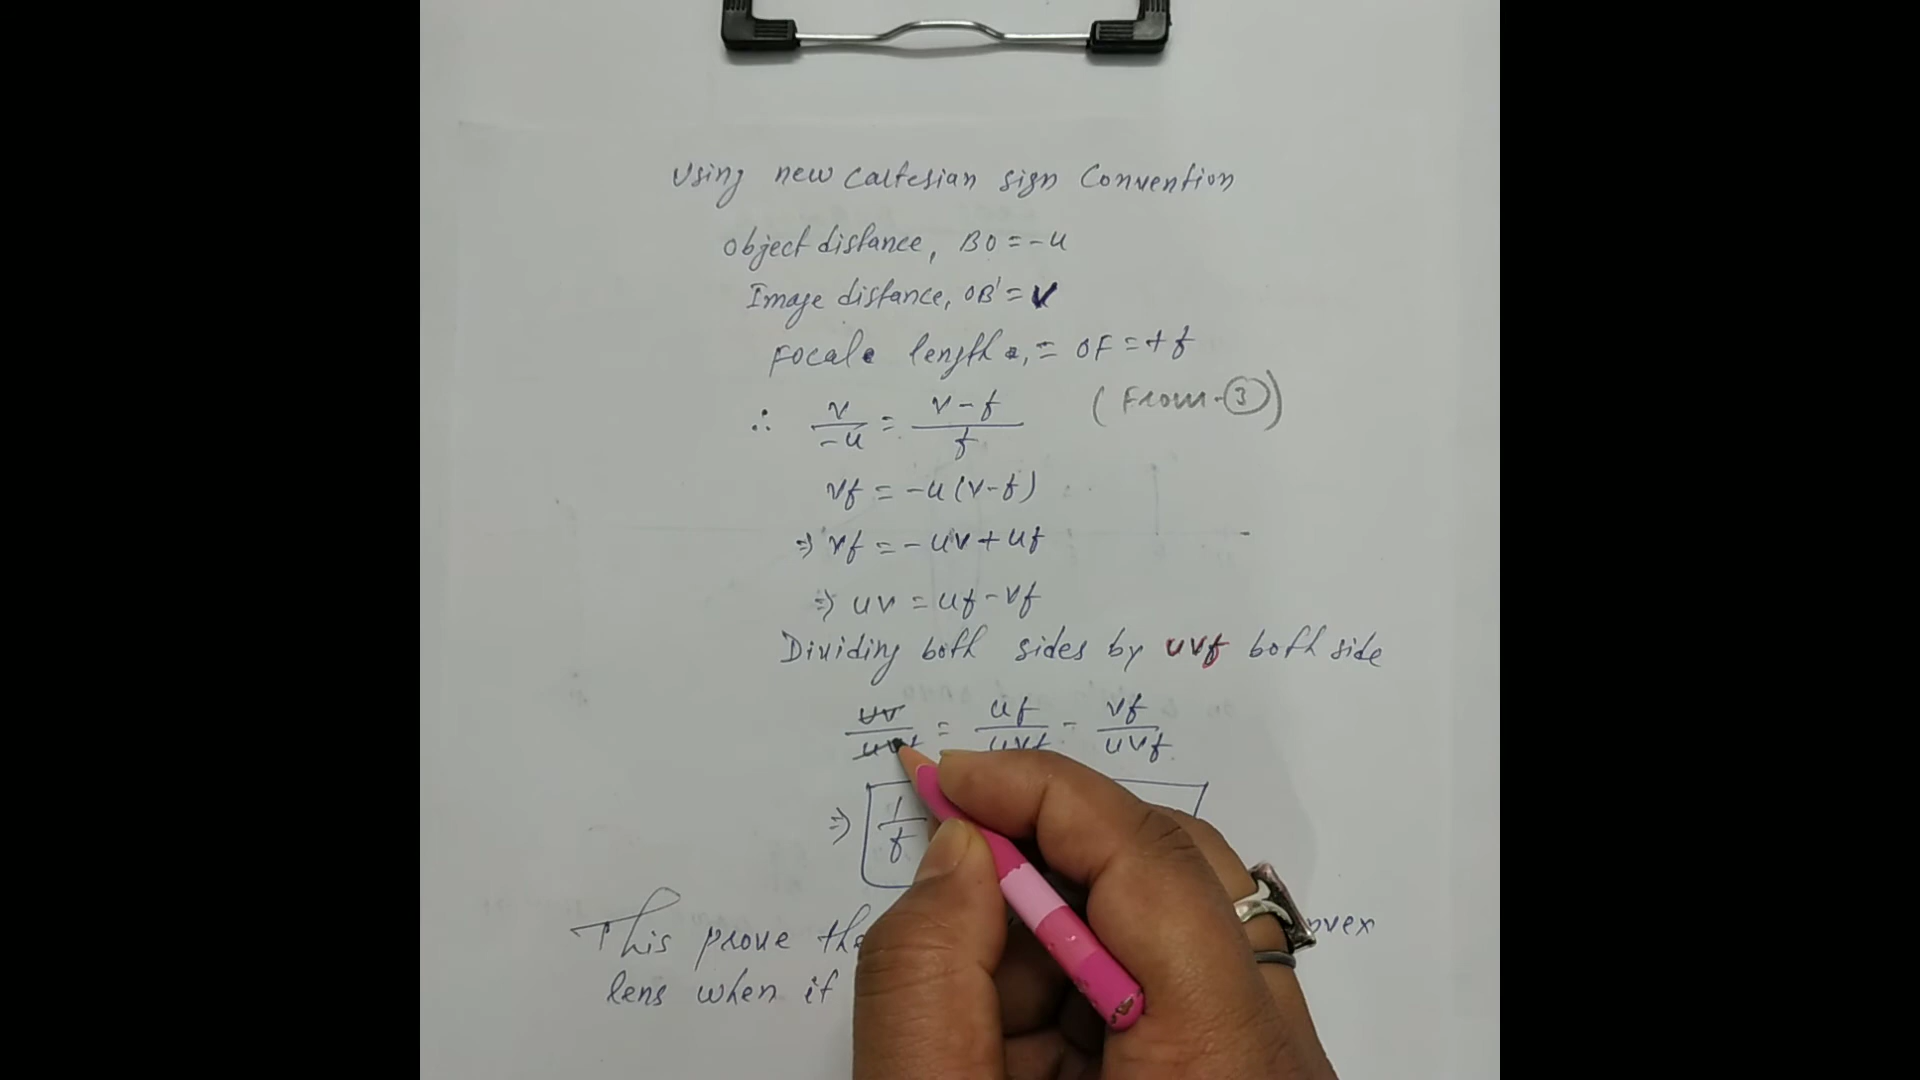 Using new Cartesian sign Convention
Object distance, BO = -u
Image distance, OB' = v
Focal length, = OF = +f
∴ v/-u = v-f/f (From-③)
vf = -u(v-f)
⇒ vf = -uv + uf
⇒ uv = uf - vf
Dividing both sides by uvf both side
uv/uvf = uf/uvf - vf/uvf
⇒ 1/f
This prove
lens when if